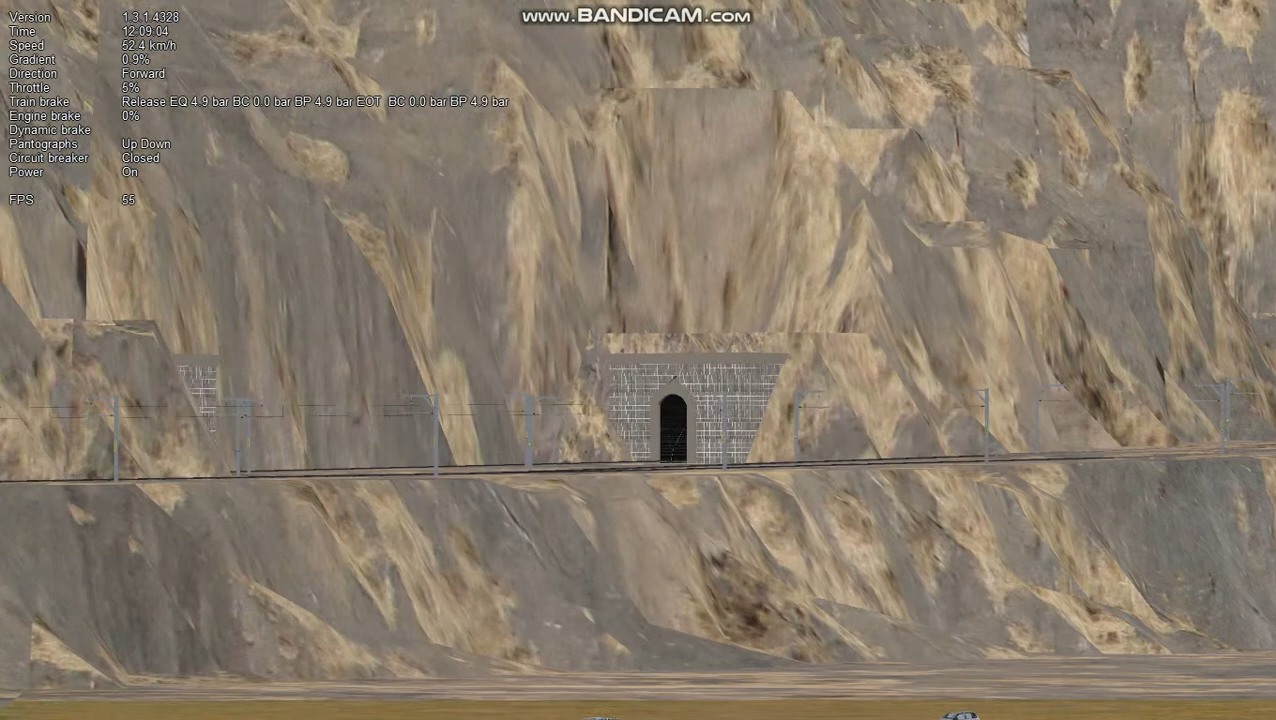 www.BANDICAM.com
Version 1.3.1.4328
Time 12:09:04
Speed 52.4 km/h
Gradient 0.9%
Direction Forward
Throttle 5%
Train brake Release EQ 4.9 bar BC 0.0 bar BP 4.9 bar EOT BC 0.0 bar BP 4.9 bar
Engine brake 0%
Dynamic brake
Pantographs Up Down
Circuit breaker Closed
Power On
FPS 55